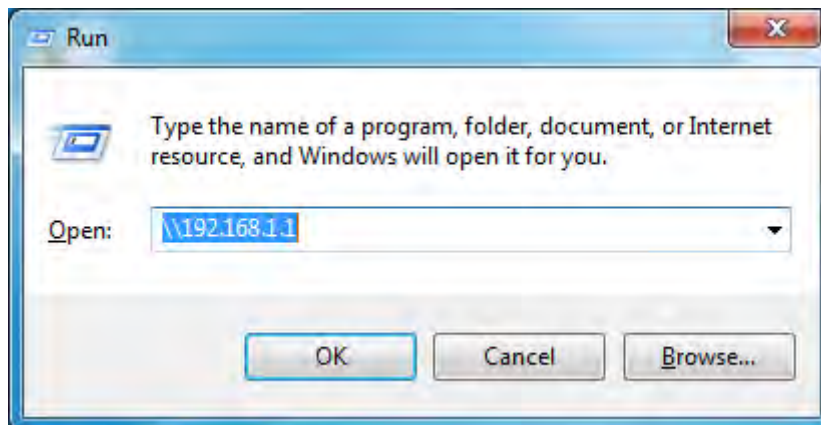 Run
Type the name of a program, folder, document, or Internet
resource, and Windows will open it for you.
Open: \\192.168.1.1
OK Cancel Browse...